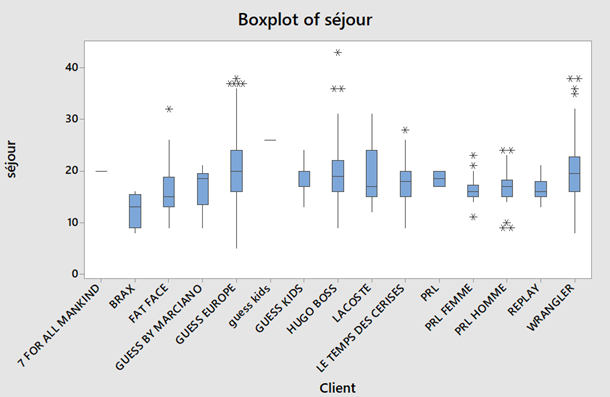 Boxplot of séjour
séjour
40
30
20
10
0
7 FOR ALL MANKIND
BRAX
FAT FACE
GUESS BY MARCIANO
GUESS EUROPE
guess kids
GUESS KIDS
HUGO BOSS
LACOSTE
LE TEMPS DES CERISES
PRL
PRL FEMME
PRL HOMME
REPLAY
WRANGLER
Client